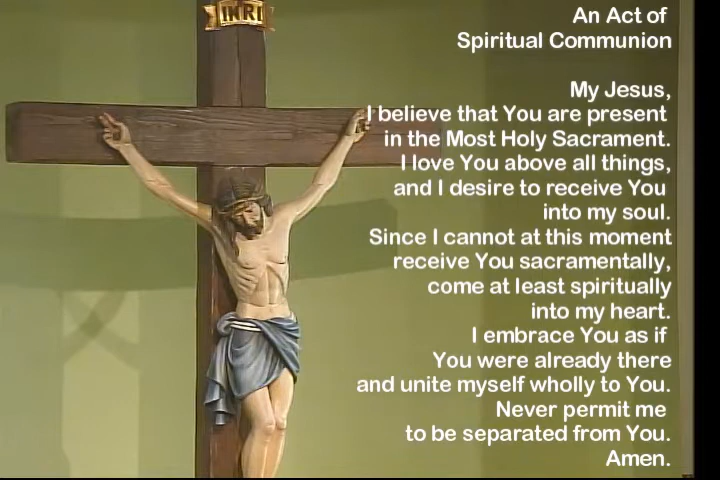 INRI
An Act of
Spiritual Communion
My Jesus,
I believe that You are present
in the Most Holy Sacrament.
I love You above all things,
and I desire to receive You
into my soul.
Since I cannot at this moment
receive You sacramentally,
come at least spiritually
into my heart.
I embrace You as if
You were already there
and unite myself wholly to You.
Never permit me
to be separated from You.
Amen.